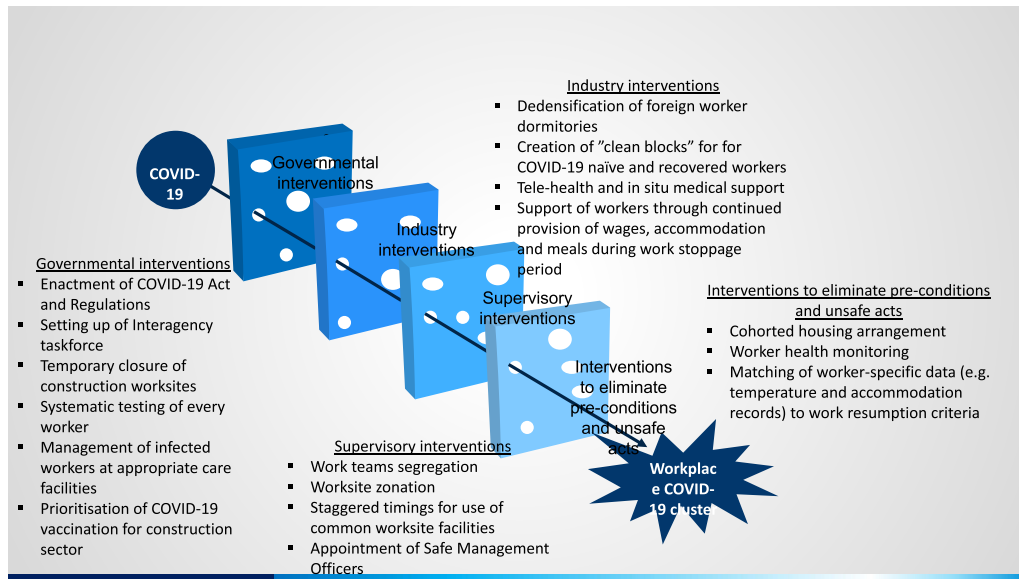 Industry interventions
▪ Dedensification of foreign worker
dormitories
▪ Creation of ”clean blocks” for for
COVID-19 naïve and recovered workers
▪ Tele-health and in situ medical support
▪ Support of workers through continued
provision of wages, accommodation
and meals during work stoppage
period
COVID-
19
Governmental
interventions
Industry
interventions
Supervisory
interventions
Interventions
to eliminate
pre-conditions
and unsafe
acts
Governmental interventions
▪ Enactment of COVID-19 Act
and Regulations
▪ Setting up of Interagency
taskforce
▪ Temporary closure of
construction worksites
▪ Systematic testing of every
worker
▪ Management of infected
workers at appropriate care
facilities
▪ Prioritisation of COVID-19
vaccination for construction
sector
Interventions to eliminate pre-conditions
and unsafe acts
▪ Cohorted housing arrangement
▪ Worker health monitoring
▪ Matching of worker-specific data (e.g.
temperature and accommodation
records) to work resumption criteria
Supervisory interventions
▪ Work teams segregation
▪ Worksite zonation
▪ Staggered timings for use of
common worksite facilities
▪ Appointment of Safe Management
Officers
Workplac
e COVID-
19 cluster